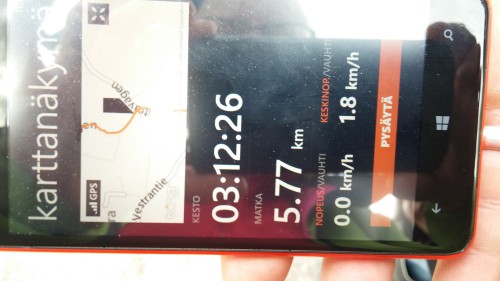 karttanäkymä
GPS
vägen
vestrantie
KESTO
03:12:26
MATKA
5.77 km
NOPEUS/VAUHTI
0.0 km/h
KESKINOP./VAUHTI
1.8 km/h
PYSÄYTÄ